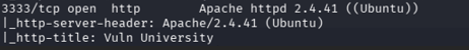 3333/tcp open  http        Apache httpd 2.4.41 ((Ubuntu))
|_http-server-header: Apache/2.4.41 (Ubuntu)
|_http-title: Vuln University